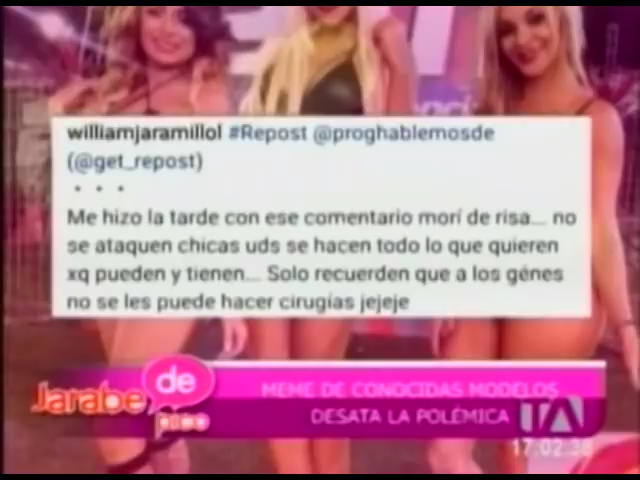 williamjaramillol #Repost @proghablemosde
(@get_repost)
• • •
Me hizo la tarde con ese comentario morí de risa... no
se ataquen chicas uds se hacen todo lo que quieren
xq pueden y tienen... Solo recuerden que a los génes
no se les puede hacer cirugías jejeje
Jarabe de pico
MEME DE CONOCIDAS MODELOS
DESATA LA POLÉMICA
TA
17:02:38